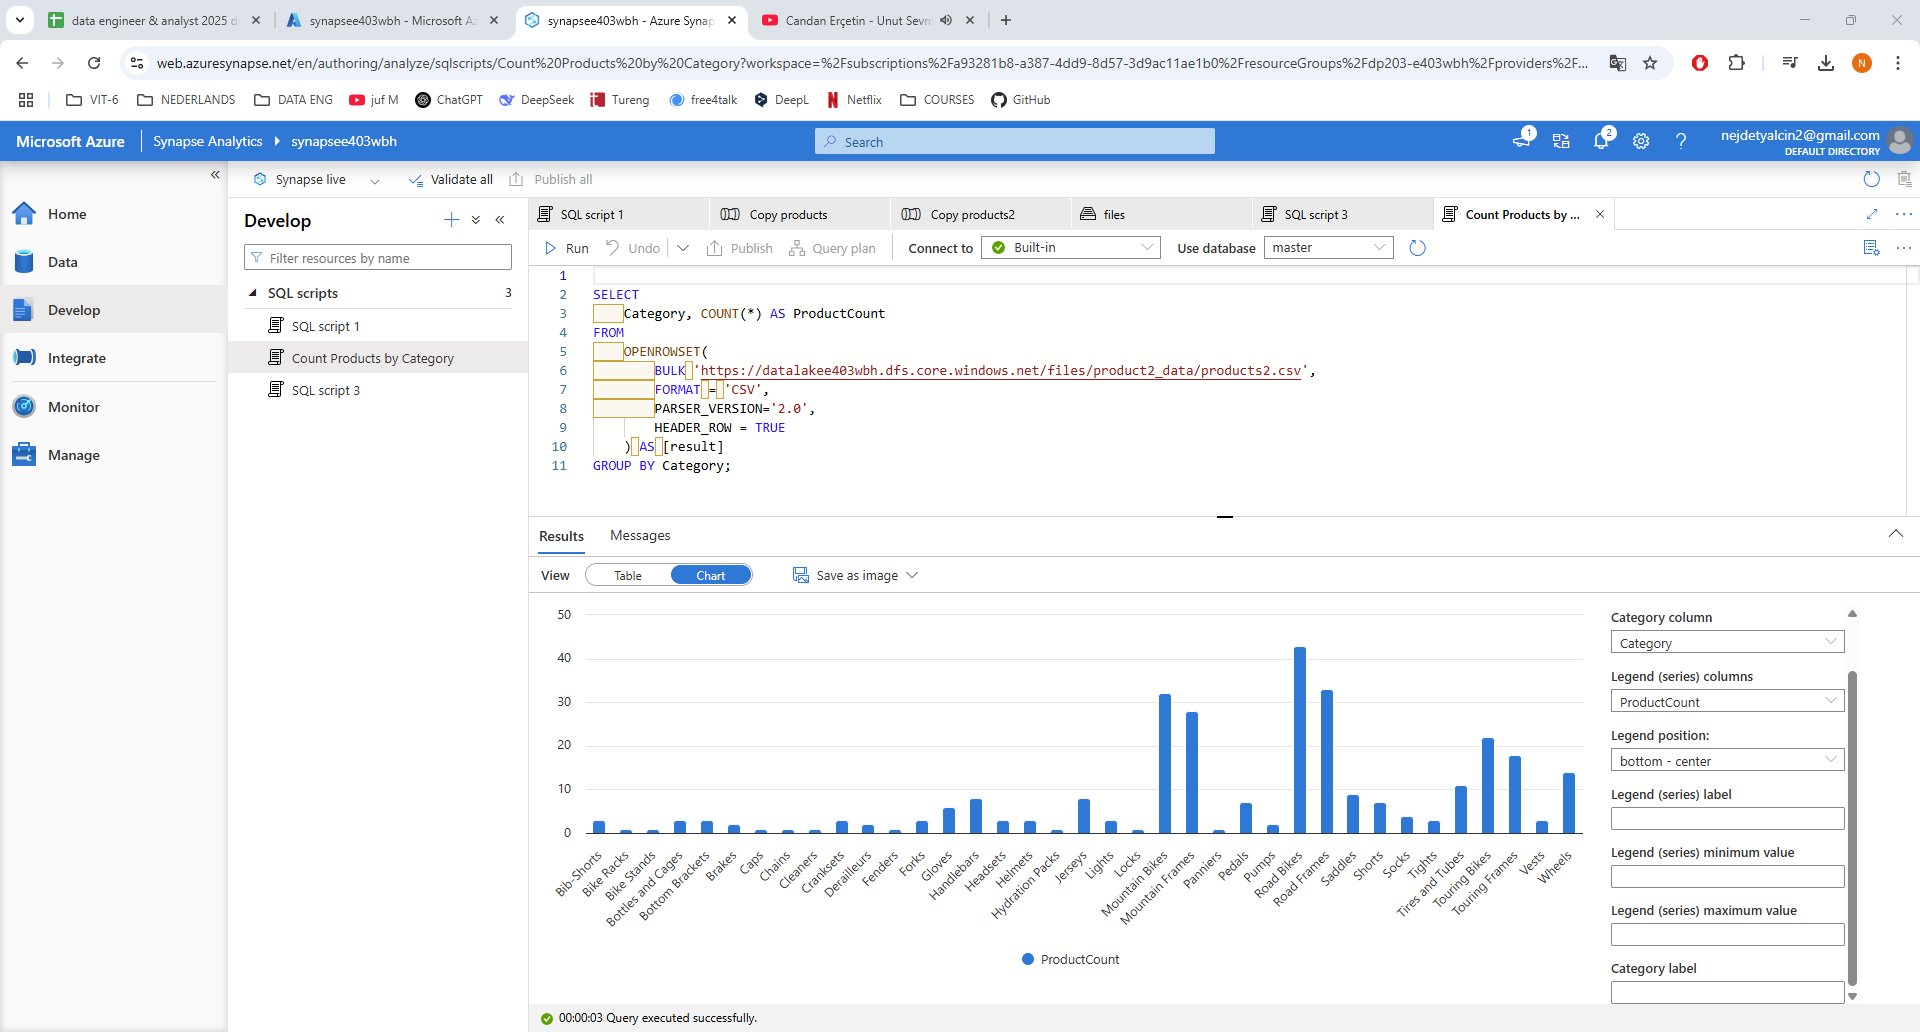 data engineer & analyst 2025 d
synapsee403wbh - Microsoft Az
synapsee403wbh - Azure Synap
Candan Erçetin - Unut Sevm
web.azuresynapse.net/en/authoring/analyze/sqlscripts/Count%20Products%20by%20Category?workspace=%2Fsubscriptions%2Fa93281b8-a387-4dd9-8d57-3d9ac11ae1b0%2FresourceGroups%2Fdp203-e403wbh%2Fproviders%2F...
N
VIT-6
NEDERLANDS
DATA ENG
juf M
ChatGPT
DeepSeek
Tureng
free4talk
DeepL
Netflix
COURSES
GitHub
Microsoft Azure
Synapse Analytics
synapsee403wbh
Search
1
2
nejdetyalcin2@gmail.com
DEFAULT DIRECTORY
Home
Data
Develop
Integrate
Monitor
Manage
Synapse live
Validate all
Publish all
Develop
Filter resources by name
SQL scripts 3
SQL script 1
Count Products by Category
SQL script 3
SQL script 1
Copy products
Copy products2
files
SQL script 3
Count Products by ...
Run
Undo
Publish
Query plan
Connect to
Built-in
Use database
master
1
2 SELECT
3 Category, COUNT(*) AS ProductCount
4 FROM
5 OPENROWSET(
6 BULK 'https://datalakee403wbh.dfs.core.windows.net/files/product2_data/products2.csv',
7 FORMAT = 'CSV',
8 PARSER_VERSION='2.0',
9 HEADER_ROW = TRUE
10 ) AS [result]
11 GROUP BY Category;
Results
Messages
View
Table
Chart
Save as image
50
40
30
20
10
0
Bib-Shorts
Bike Racks
Bike Stands
Bottles and Cages
Bottom Brackets
Brakes
Caps
Chains
Cleaners
Cranksets
Derailleurs
Fenders
Forks
Gloves
Handlebars
Headsets
Helmets
Hydration Packs
Jerseys
Lights
Locks
Mountain Bikes
Mountain Frames
Panniers
Pedals
Pumps
Road Bikes
Road Frames
Saddles
Shorts
Socks
Tights
Tires and Tubes
Touring Bikes
Touring Frames
Vests
Wheels
ProductCount
Category column
Category
Legend (series) columns
ProductCount
Legend position:
bottom - center
Legend (series) label
Legend (series) minimum value
Legend (series) maximum value
Category label
00:00:03 Query executed successfully.